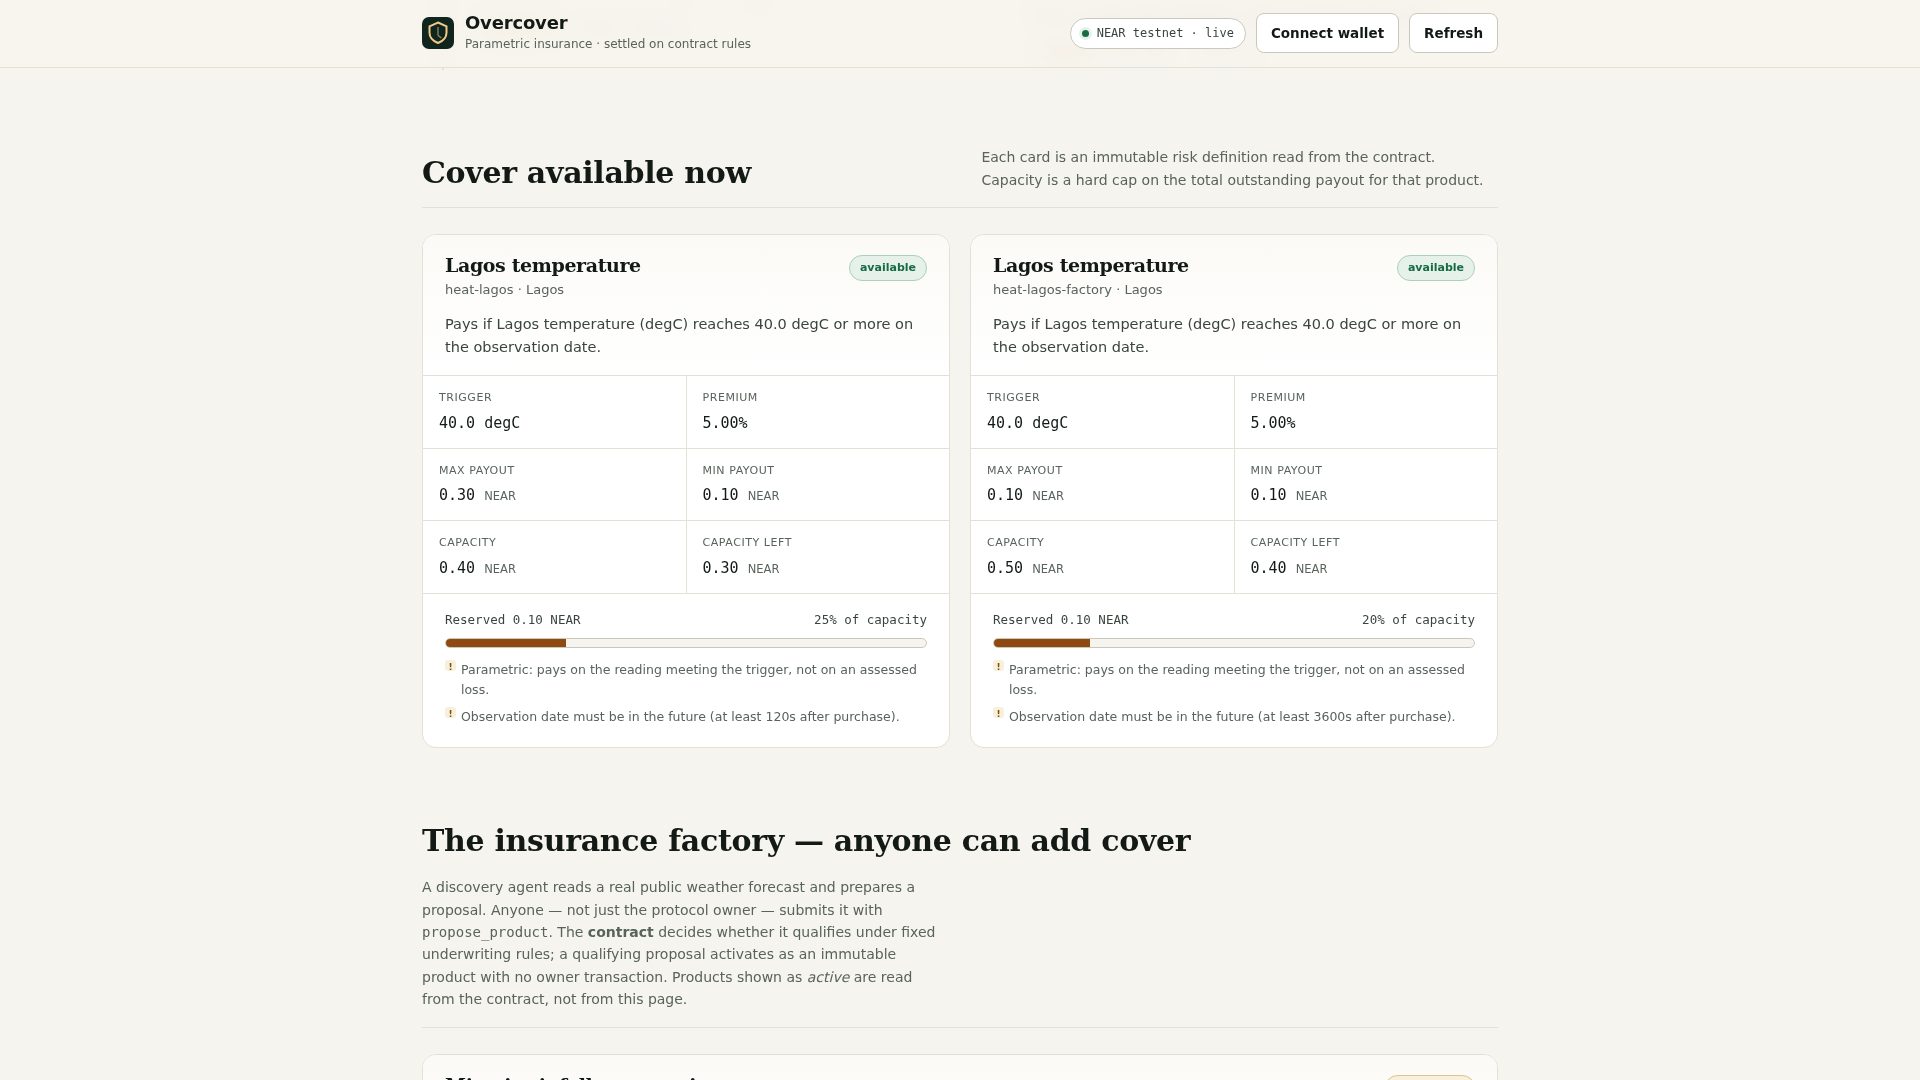 Overcover
Parametric insurance · settled on contract rules
NEAR testnet · live
Connect wallet
Refresh
Cover available now
Each card is an immutable risk definition read from the contract.
Capacity is a hard cap on the total outstanding payout for that product.
Lagos temperature
available
heat-lagos · Lagos
Pays if Lagos temperature (degC) reaches 40.0 degC or more on
the observation date.
TRIGGER
40.0 degC
PREMIUM
5.00%
MAX PAYOUT
0.30 NEAR
MIN PAYOUT
0.10 NEAR
CAPACITY
0.40 NEAR
CAPACITY LEFT
0.30 NEAR
Reserved 0.10 NEAR
25% of capacity
! Parametric: pays on the reading meeting the trigger, not on an assessed
loss.
! Observation date must be in the future (at least 120s after purchase).
Lagos temperature
available
heat-lagos-factory · Lagos
Pays if Lagos temperature (degC) reaches 40.0 degC or more on
the observation date.
TRIGGER
40.0 degC
PREMIUM
5.00%
MAX PAYOUT
0.10 NEAR
MIN PAYOUT
0.10 NEAR
CAPACITY
0.50 NEAR
CAPACITY LEFT
0.40 NEAR
Reserved 0.10 NEAR
20% of capacity
! Parametric: pays on the reading meeting the trigger, not on an assessed
loss.
! Observation date must be in the future (at least 3600s after purchase).
The insurance factory — anyone can add cover
A discovery agent reads a real public weather forecast and prepares a
proposal. Anyone — not just the protocol owner — submits it with
propose_product. The contract decides whether it qualifies under fixed
underwriting rules; a qualifying proposal activates as an immutable
product with no owner transaction. Products shown as active are read
from the contract, not from this page.